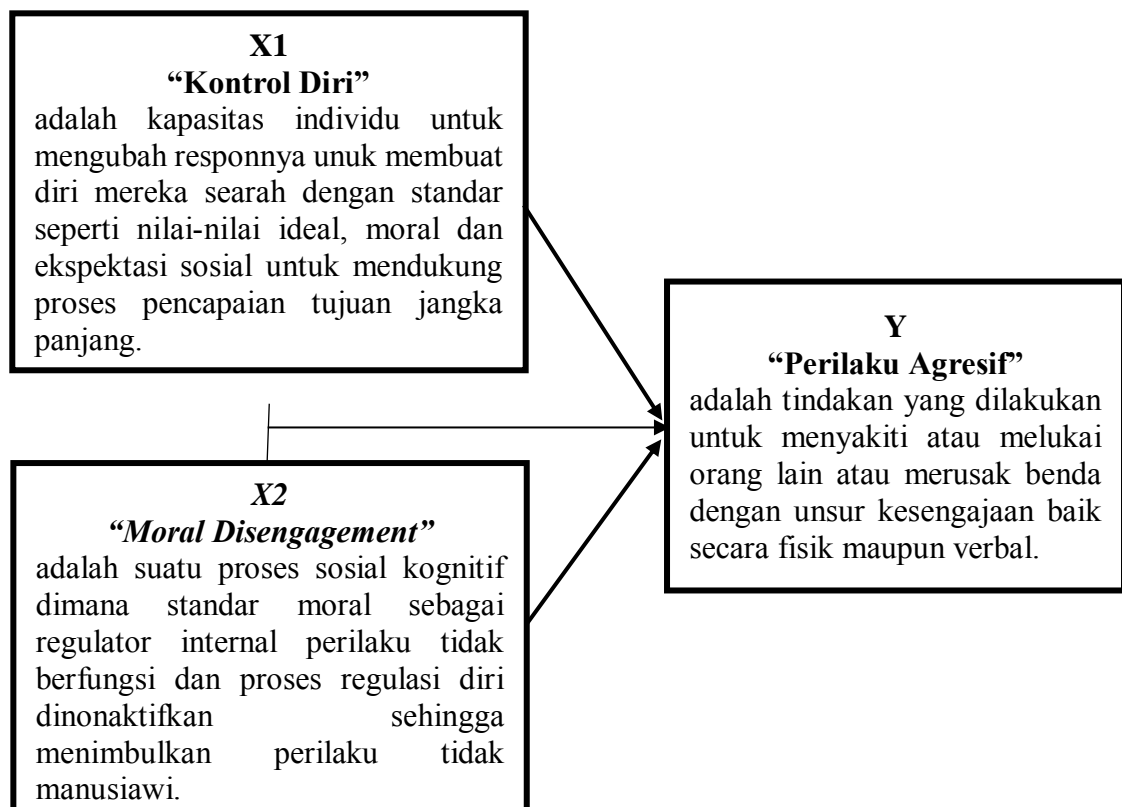 X1
“Kontrol Diri”
adalah kapasitas individu untuk
mengubah responnya unuk membuat
diri mereka searah dengan standar
seperti nilai-nilai ideal, moral dan
ekspektasi sosial untuk mendukung
proses pencapaian tujuan jangka
panjang.
X2
“Moral Disengagement”
adalah suatu proses sosial kognitif
dimana standar moral sebagai
regulator internal perilaku tidak
berfungsi dan proses regulasi diri
dinonaktifkan sehingga
menimbulkan perilaku tidak
manusiawi.
Y
“Perilaku Agresif”
adalah tindakan yang dilakukan
untuk menyakiti atau melukai
orang lain atau merusak benda
dengan unsur kesengajaan baik
secara fisik maupun verbal.